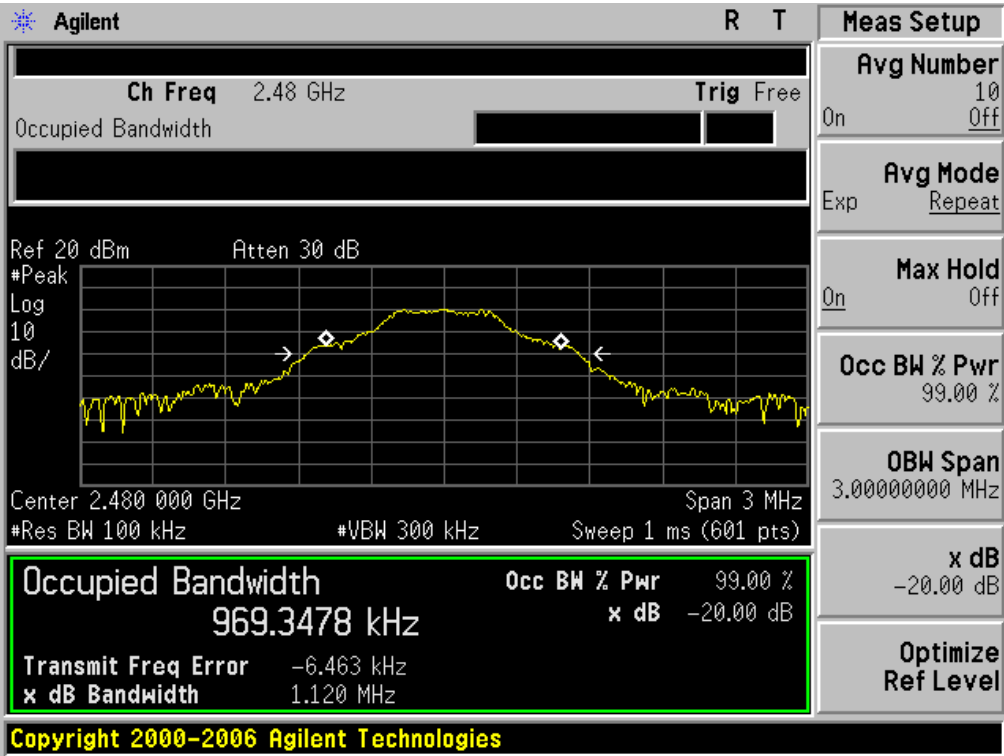 Agilent R T
Ch Freq 2.48 GHz Trig Free
Occupied Bandwidth
Ref 20 dBm Atten 30 dB
#Peak
Log
10
dB/
Center 2.480 000 GHz Span 3 MHz
#Res BW 100 kHz #VBW 300 kHz Sweep 1 ms (601 pts)
Occupied Bandwidth
969.3478 kHz
Occ BW % Pwr 99.00 %
x dB -20.00 dB
Transmit Freq Error -6.463 kHz
x dB Bandwidth 1.120 MHz
Copyright 2000-2006 Agilent Technologies
Meas Setup
Avg Number
10
On Off
Avg Mode
Exp Repeat
Max Hold
On Off
Occ BW % Pwr
99.00 %
OBW Span
3.00000000 MHz
x dB
-20.00 dB
Optimize
Ref Level